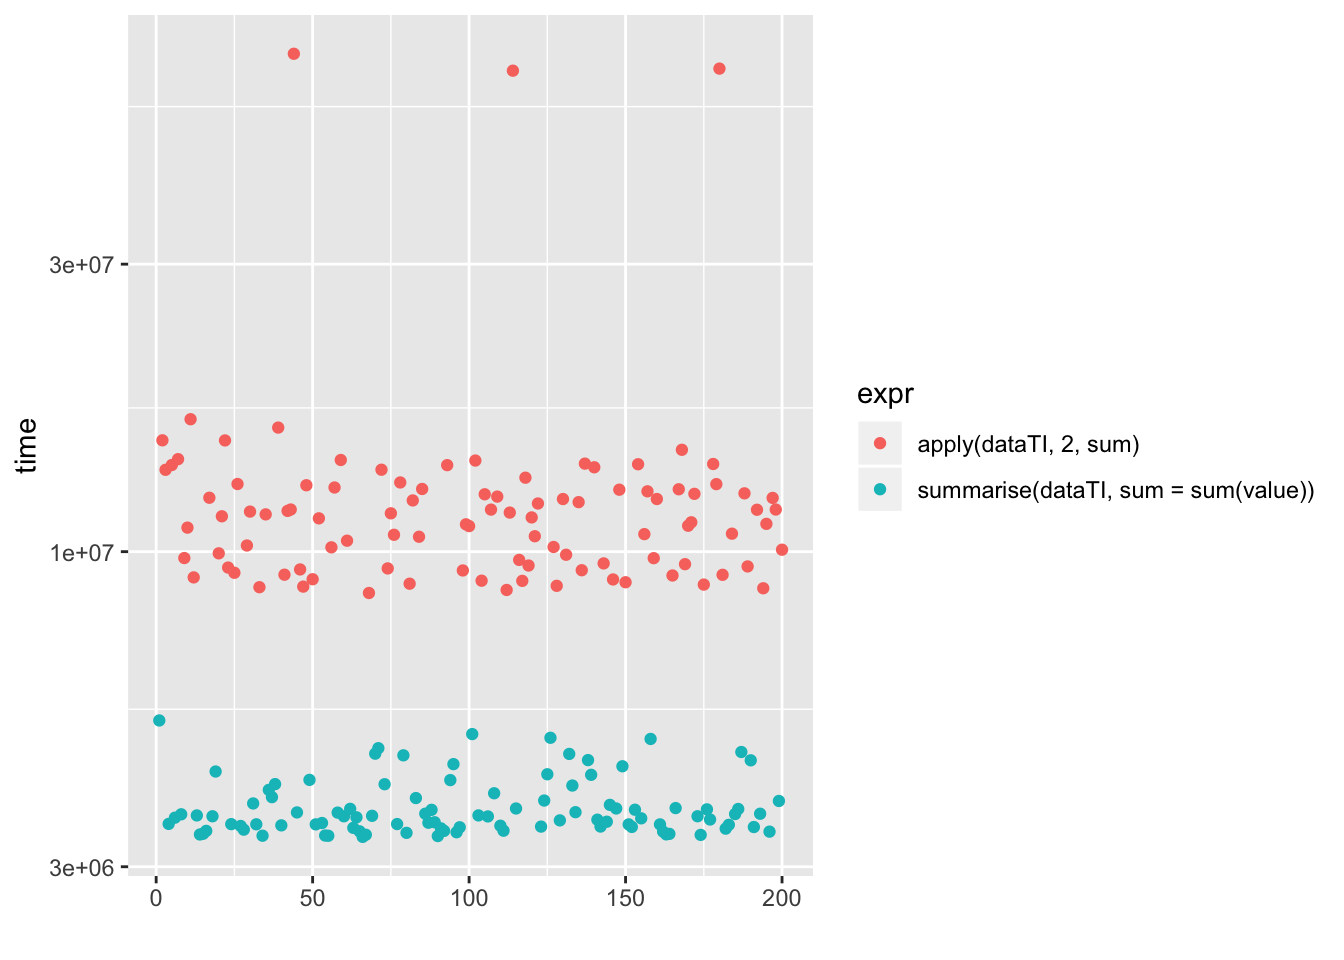 time
3e+07
1e+07
3e+06
0 50 100 150 200
expr
apply(dataTI, 2, sum)
summarise(dataTI, sum = sum(value))